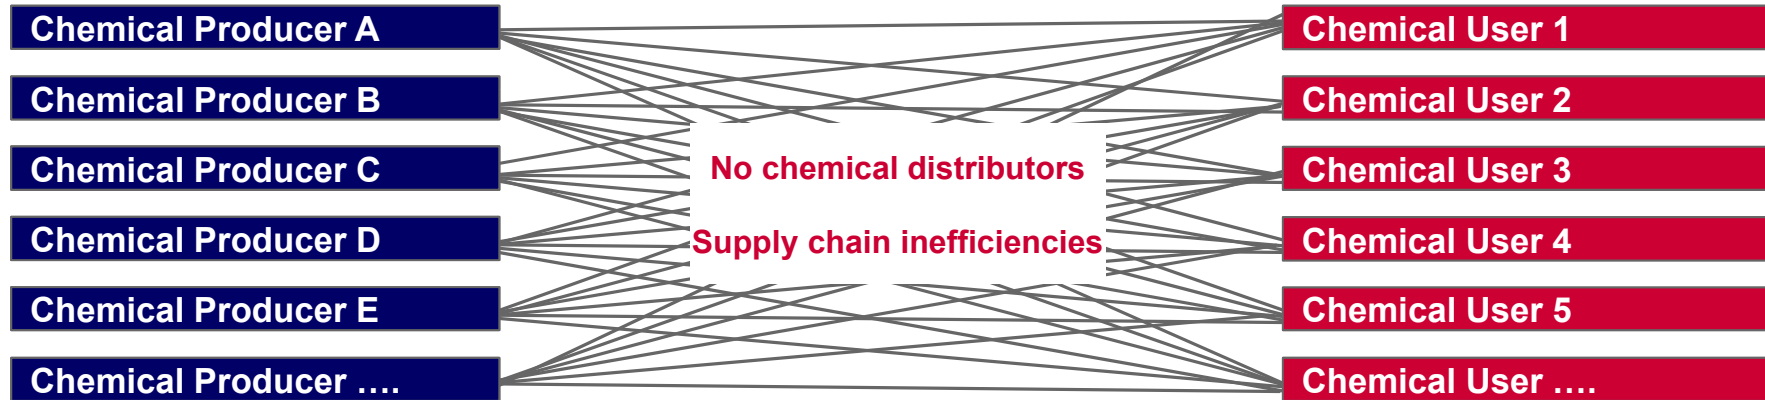 Chemical Producer A
Chemical User 1
Chemical Producer B
Chemical User 2
Chemical Producer C
No chemical distributors
Chemical User 3
Chemical Producer D
Supply chain inefficiencies
Chemical User 4
Chemical Producer E
Chemical User 5
Chemical Producer ….
Chemical User ….